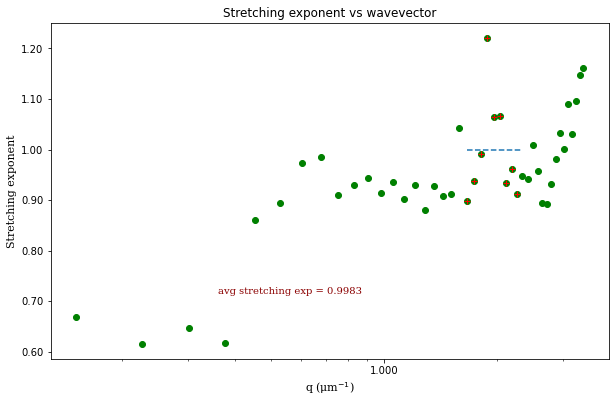 Stretching exponent vs wavevector
1.20
1.10
1.00
0.90
0.80
0.70
0.60
Stretching exponent
avg stretching exp = 0.9983
1.000
q (μm⁻¹)